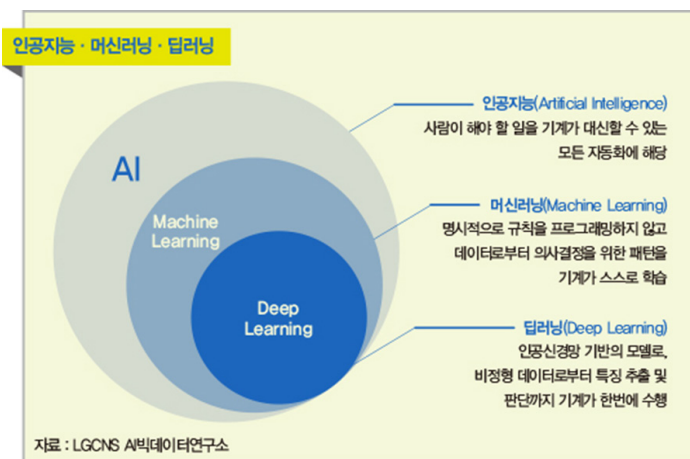 인공지능 · 머신러닝 · 딥러닝
AI
Machine
Learning
Deep
Learning
인공지능(Artificial Intelligence)
사람이 해야 할 일을 기계가 대신할 수 있는
모든 자동화에 해당
머신러닝(Machine Learning)
명시적으로 규칙을 프로그래밍하지 않고
데이터로부터 의사결정을 위한 패턴을
기계가 스스로 학습
딥러닝(Deep Learning)
인공신경망 기반의 모델로,
비정형 데이터로부터 특징 추출 및
판단까지 기계가 한번에 수행
자료 : LGCNS AI빅데이터연구소